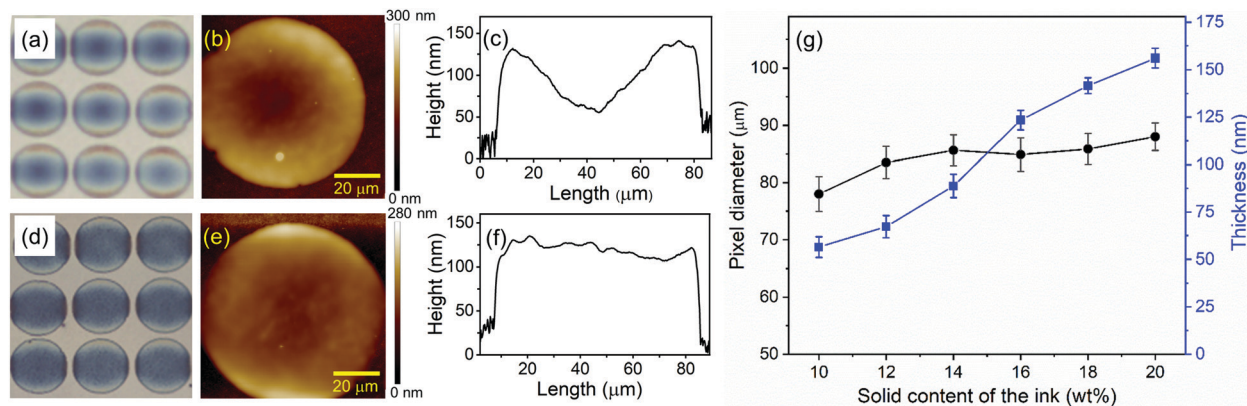 (a)
(b)
300 nm
0 nm
20 μm
(c)
Height (nm)
150
100
50
0
0 20 40 60 80
Length (μm)
(d)
(e)
280 nm
0 nm
20 μm
(f)
Height (nm)
150
100
50
0
20 40 60 80
Length (μm)
(g)
Pixel diameter (μm)
100
90
80
70
60
50
10 12 14 16 18 20
Solid content of the ink (wt%)
175
150
125
100
75
50
25
0
Thickness (nm)